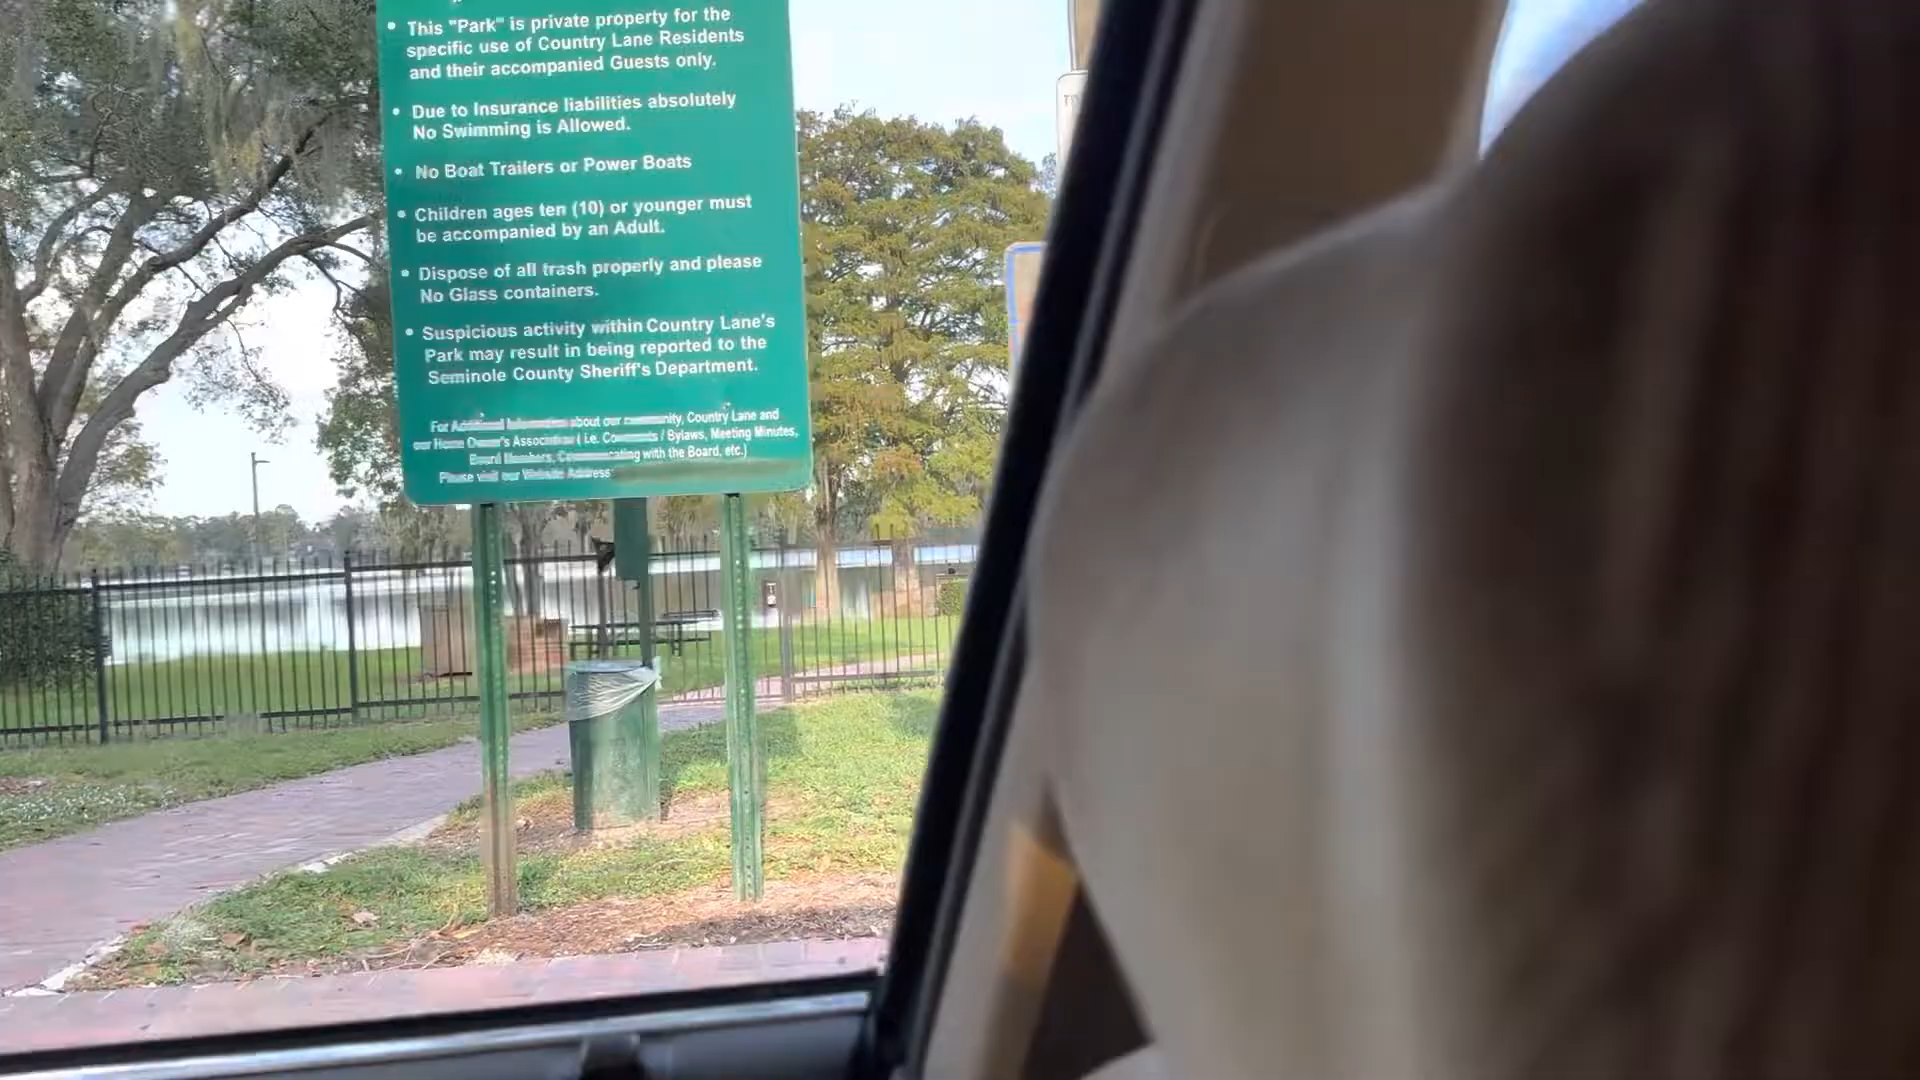 This "Park" is private property for the
specific use of Country Lane Residents
and their accompanied Guests only.
Due to Insurance liabilities absolutely
No Swimming is Allowed.
No Boat Trailers or Power Boats
Children ages ten (10) or younger must
be accompanied by an Adult.
Dispose of all trash properly and please
No Glass containers.
Suspicious activity within Country Lane's
Park may result in being reported to the
Seminole County Sheriff's Department.
For Additional Information about our community, Country Lane and
our Home Owner's Association ( i.e. / Bylaws, Meeting Minutes,
Board Members, Communicating with the Board, etc.)
Please visit our Website Address: